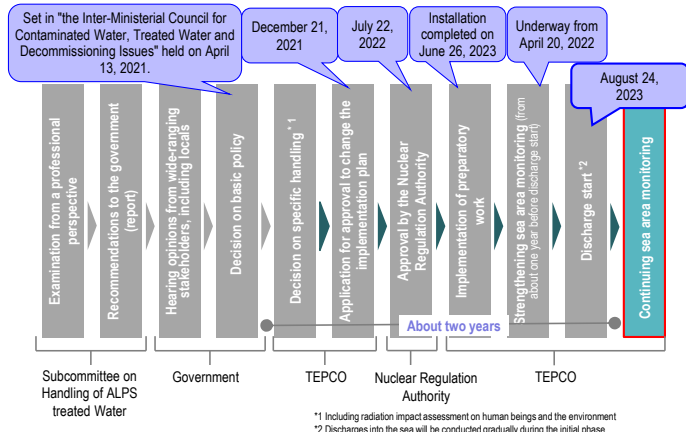 Set in "the Inter-Ministerial Council for
Contaminated Water, Treated Water and
Decommissioning Issues" held on April
13, 2021.
December 21,
2021
July 22,
2022
Installation
completed on
June 26, 2023
Underway from
April 20, 2022
August 24,
2023
Examination from a professional
perspective
Recommendations to the government
(report)
Hearing opinions from wide-ranging
stakeholders, including locals
Decision on basic policy
Decision on specific handling*1
Application for approval to change the
implementation plan
Approval by the Nuclear
Regulation Authority
Implementation of preparatory
work
Strengthening sea area monitoring (from
about one year before discharge start)
Discharge start*2
Continuing sea area monitoring
About two years
Subcommittee on
Handling of ALPS
treated Water
Government
TEPCO
Nuclear Regulation
Authority
TEPCO
*1 Including radiation impact assessment on human beings and the environment
*2 Discharges into the sea will be conducted gradually during the initial phase